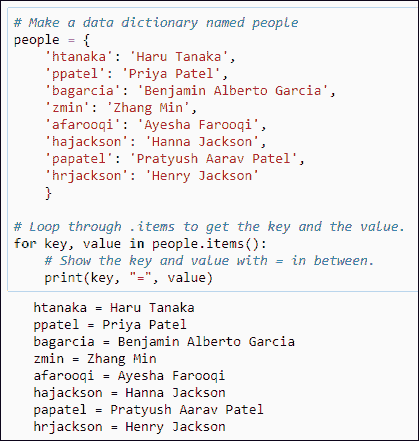 # Make a data dictionary named people
people = {
    'htanaka': 'Haru Tanaka',
    'ppatel': 'Priya Patel',
    'bagarcia': 'Benjamin Alberto Garcia',
    'zmin': 'Zhang Min',
    'afarooqi': 'Ayesha Farooqi',
    'hajackson': 'Hanna Jackson',
    'papatel': 'Pratyush Aarav Patel',
    'hrjackson': 'Henry Jackson'
    }

# Loop through .items to get the key and the value.
for key, value in people.items():
    # Show the key and value with = in between.
    print(key, "=", value)

htanaka = Haru Tanaka
ppatel = Priya Patel
bagarcia = Benjamin Alberto Garcia
zmin = Zhang Min
afarooqi = Ayesha Farooqi
hajackson = Hanna Jackson
papatel = Pratyush Aarav Patel
hrjackson = Henry Jackson